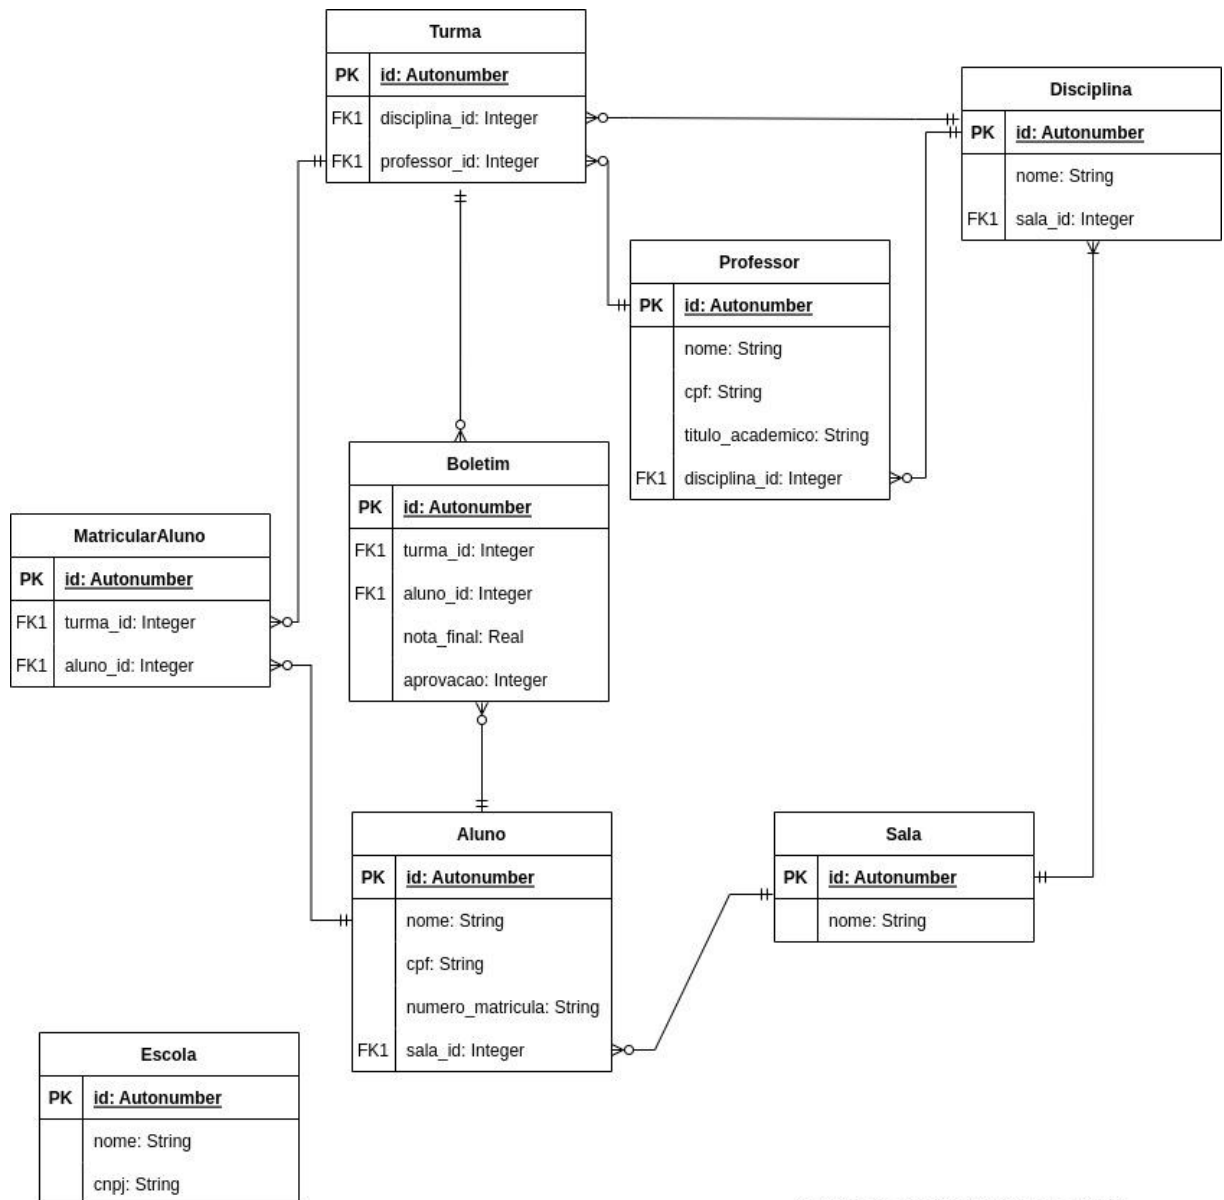 Turma
PK id: Autonumber
FK1 disciplina_id: Integer
FK1 professor_id: Integer
Disciplina
PK id: Autonumber
nome: String
FK1 sala_id: Integer
Professor
PK id: Autonumber
nome: String
cpf: String
titulo_academico: String
FK1 disciplina_id: Integer
Boletim
PK id: Autonumber
FK1 turma_id: Integer
FK1 aluno_id: Integer
nota_final: Real
aprovacao: Integer
MatricularAluno
PK id: Autonumber
FK1 turma_id: Integer
FK1 aluno_id: Integer
Aluno
PK id: Autonumber
nome: String
cpf: String
numero_matricula: String
FK1 sala_id: Integer
Sala
PK id: Autonumber
nome: String
Escola
PK id: Autonumber
nome: String
cnpj: String